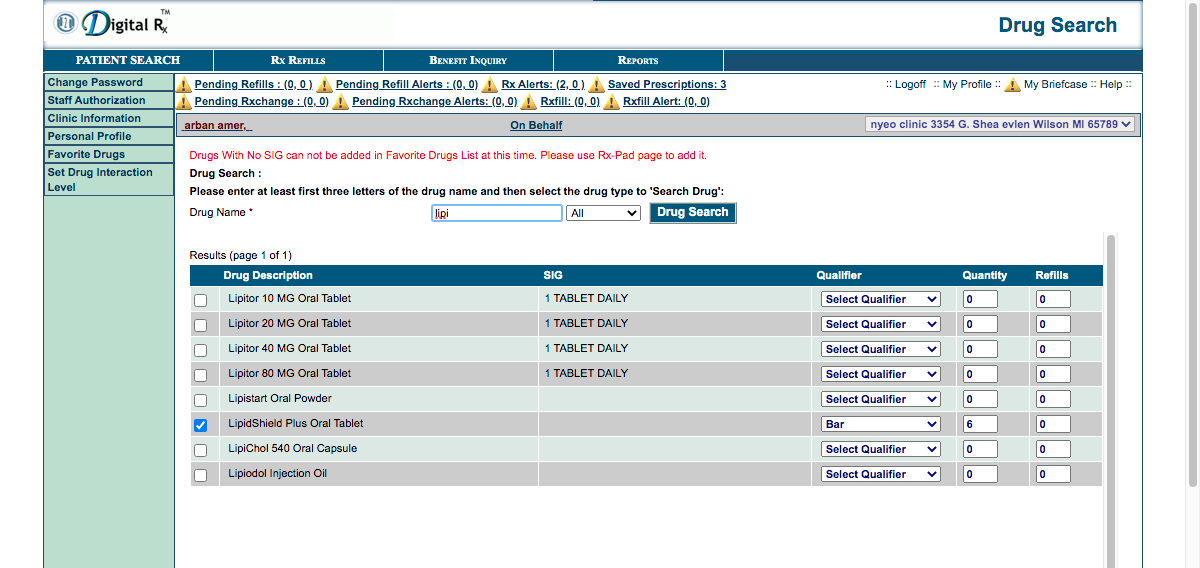 Digital Rx TM
Drug Search
PATIENT SEARCH RX REFILLS BENEFIT INQUIRY REPORTS
Change Password
Staff Authorization
Clinic Information
Personal Profile
Favorite Drugs
Set Drug Interaction
Level
Pending Refills : (0, 0 ) Pending Refill Alerts : (0, 0) Rx Alerts: (2, 0 ) Saved Prescriptions: 3
:: Logoff :: My Profile :: My Briefcase :: Help ::
Pending Rxchange : (0, 0) Pending Rxchange Alerts: (0, 0) Rxfill: (0, 0) Rxfill Alert: (0, 0)
arban amer, On Behalf nyeo clinic 3354 G. Shea evlen Wilson MI 65789
Drugs With No SIG can not be added in Favorite Drugs List at this time. Please use Rx-Pad page to add it.
Drug Search :
Please enter at least first three letters of the drug name and then select the drug type to 'Search Drug':
Drug Name * lipi All Drug Search
Results (page 1 of 1)
Drug Description SIG Qualifier Quantity Refills
Lipitor 10 MG Oral Tablet 1 TABLET DAILY Select Qualifier 0 0
Lipitor 20 MG Oral Tablet 1 TABLET DAILY Select Qualifier 0 0
Lipitor 40 MG Oral Tablet 1 TABLET DAILY Select Qualifier 0 0
Lipitor 80 MG Oral Tablet 1 TABLET DAILY Select Qualifier 0 0
Lipistart Oral Powder Select Qualifier 0 0
LipidShield Plus Oral Tablet Bar 6 0
LipiChol 540 Oral Capsule Select Qualifier 0 0
Lipiodol Injection Oil Select Qualifier 0 0